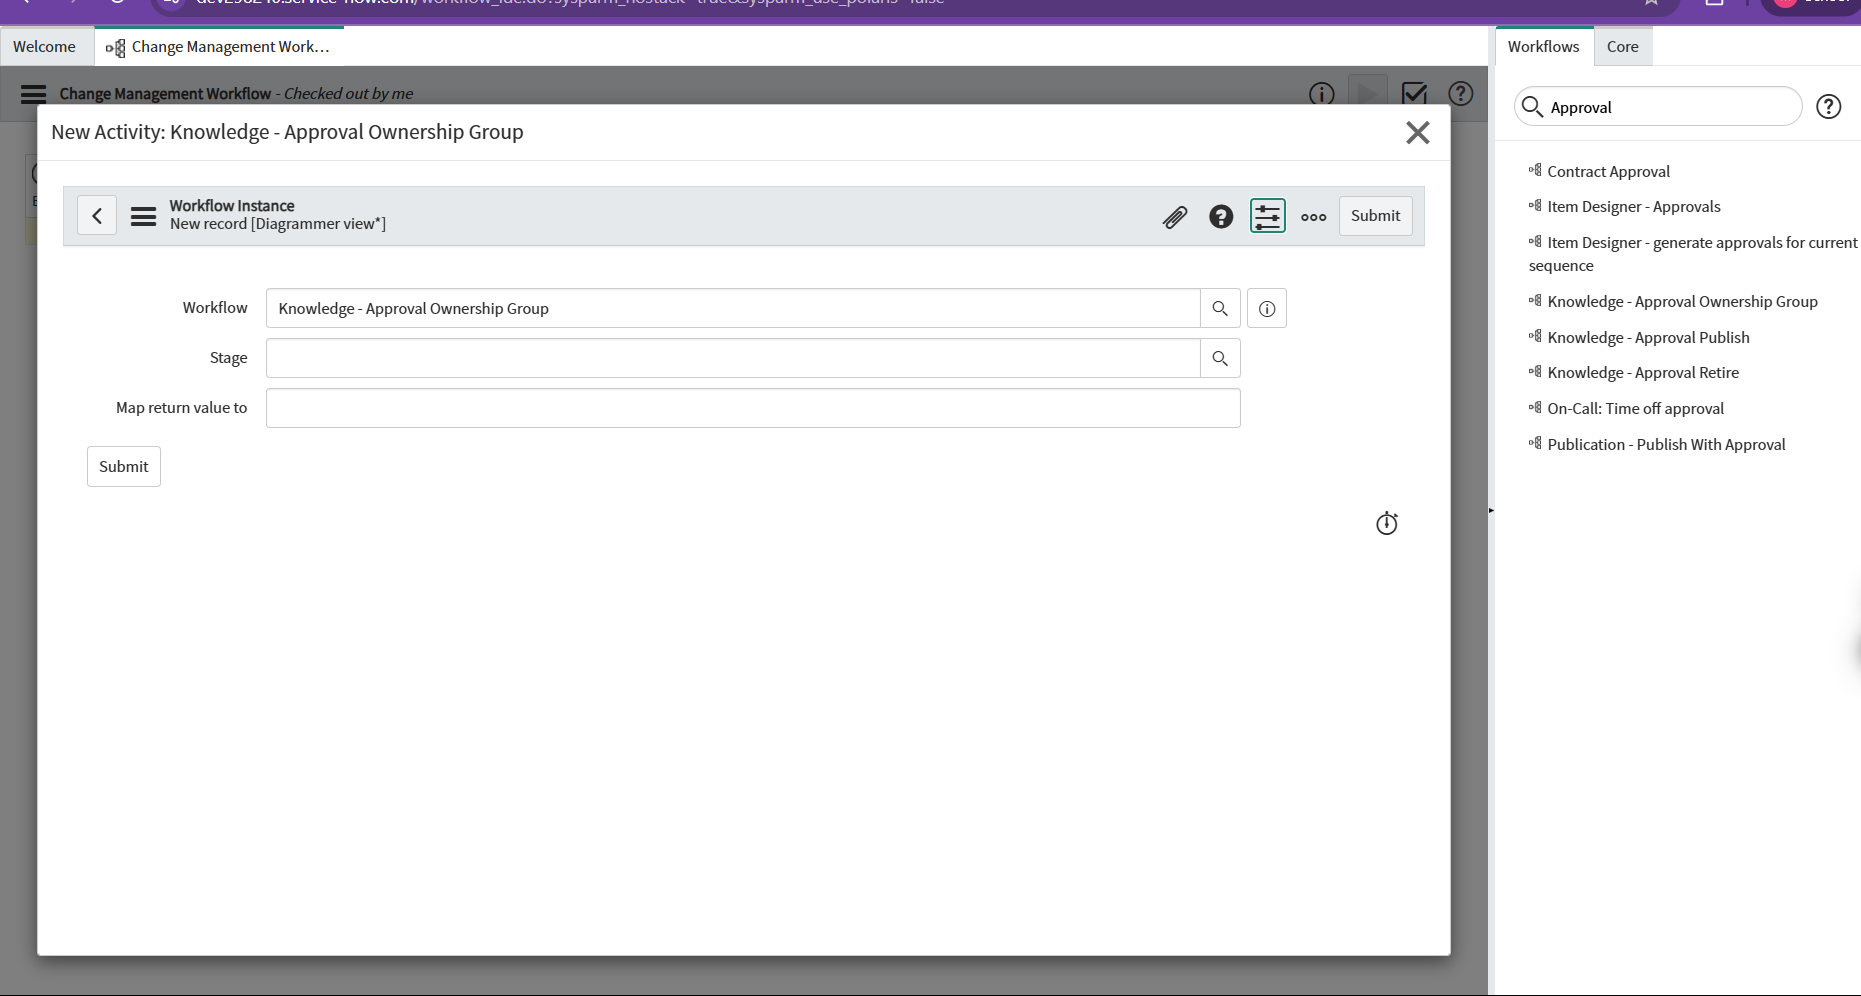 Welcome
Change Management Work...
Workflows
Core
Change Management Workflow - Checked out by me
Approval
New Activity: Knowledge - Approval Ownership Group
Workflow Instance
New record [Diagrammer view*]
Submit
Workflow
Knowledge - Approval Ownership Group
Stage
Map return value to
Submit
Contract Approval
Item Designer - Approvals
Item Designer - generate approvals for current
sequence
Knowledge - Approval Ownership Group
Knowledge - Approval Publish
Knowledge - Approval Retire
On-Call: Time off approval
Publication - Publish With Approval